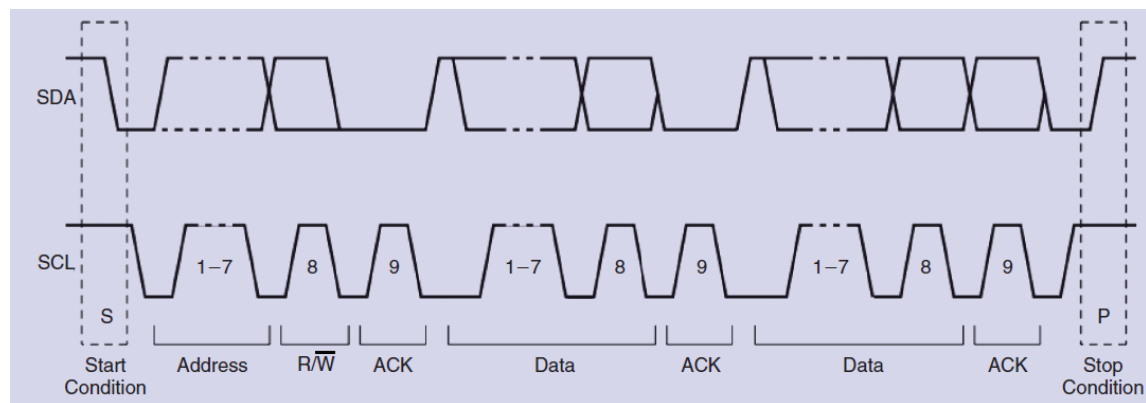 SDA
SCL
1–7 8 9 1–7 8 9 1–7 8 9
S P
Start Condition
Address
R/W̅
ACK
Data
ACK
Data
ACK
Stop Condition